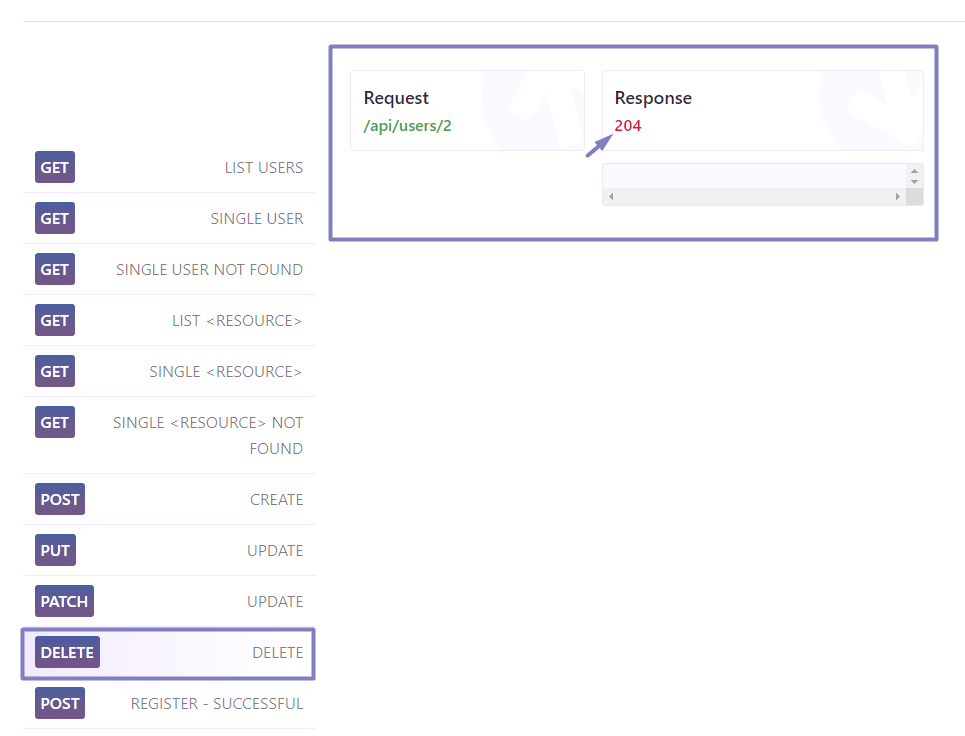 Request
/api/users/2
Response
204
GET LIST USERS
GET SINGLE USER
GET SINGLE USER NOT FOUND
GET LIST <RESOURCE>
GET SINGLE <RESOURCE>
GET SINGLE <RESOURCE> NOT
FOUND
POST CREATE
PUT UPDATE
PATCH UPDATE
DELETE DELETE
POST REGISTER - SUCCESSFUL